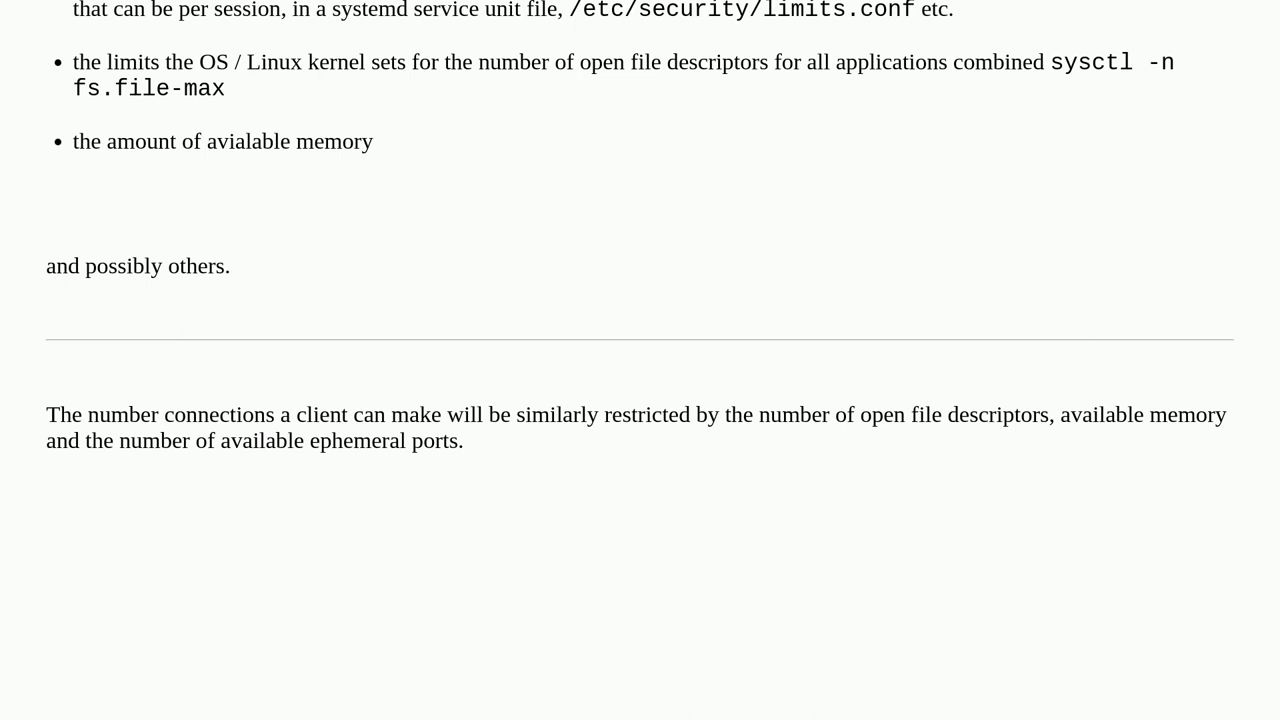 that can be per session, in a systemd service unit file, /etc/security/limits.conf etc.
• the limits the OS / Linux kernel sets for the number of open file descriptors for all applications combined sysctl -n
fs.file-max
• the amount of avialable memory
and possibly others.
The number connections a client can make will be similarly restricted by the number of open file descriptors, available memory
and the number of available ephemeral ports.